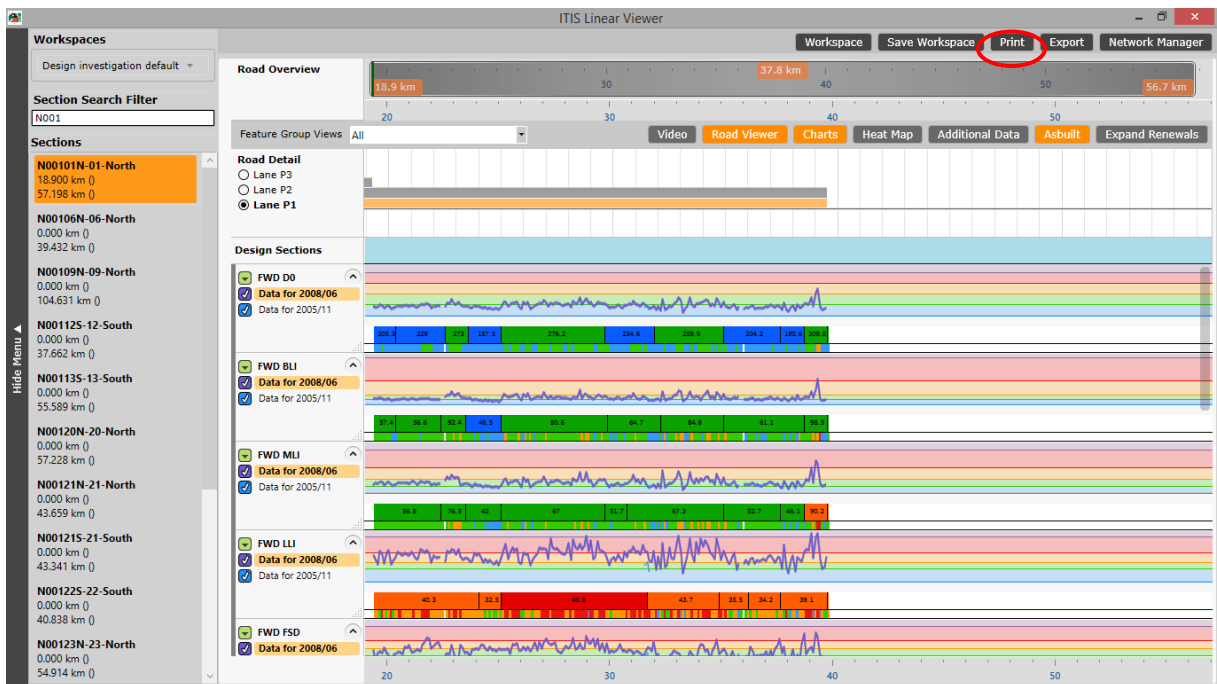 ITIS Linear Viewer
Workspaces
Workspace Save Workspace Print Export Network Manager
Design investigation default
Section Search Filter
N001
Sections
N00101N-01-North
18.900 km ()
57.198 km ()
N00106N-06-North
0.000 km ()
39.432 km ()
N00109N-09-North
0.000 km ()
104.631 km ()
N00112S-12-South
0.000 km ()
37.662 km ()
N00113S-13-South
0.000 km ()
55.589 km ()
N00120N-20-North
0.000 km ()
57.228 km ()
N00121N-21-North
0.000 km ()
43.659 km ()
N00121S-21-South
0.000 km ()
43.341 km ()
N00122S-22-South
0.000 km ()
40.838 km ()
N00123N-23-North
0.000 km ()
54.914 km ()
Hide Menu
Road Overview
37.8 km
18.9 km 30 40 50 56.7 km
20 30 40 50
Feature Group Views All Video Road Viewer Charts Heat Map Additional Data Asbuilt Expand Renewals
Road Detail
Lane P3
Lane P2
Lane P1
Design Sections
FWD D0
Data for 2008/06
Data for 2005/11
229 273 187.5 276.2 234.6 259.9 204.2 190.6
FWD BLI
Data for 2008/06
Data for 2005/11
57.4 56.6 92.4 46.5 80.6 64.7 84.6 61.1 98.5
FWD MLI
Data for 2008/06
Data for 2005/11
76.5 42 67 51.7 67.3 52.7 46.1 90.2
FWD LLI
Data for 2008/06
Data for 2005/11
40.3 32.5 43.7 35.5 34.2 39.1
FWD FSD
Data for 2008/06
20 30 40 50